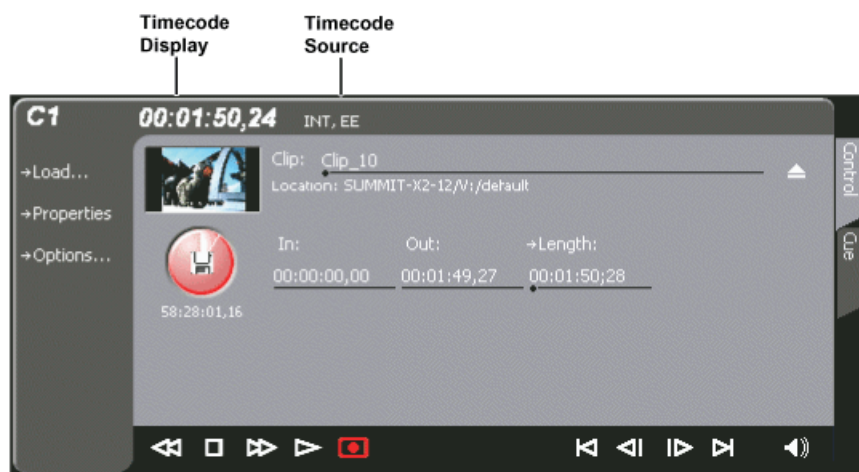 Timecode Display
Timecode Source
C1 00:01:50,24 INT, EE
→Load...
→Properties
→Options...
Clip: Clip_10
Location: SUMMIT-X2-12/V:/default
In: Out: →Length:
00:00:00,00 00:01:49,27 00:01:50;28
58:28:01,16
Control
Cue